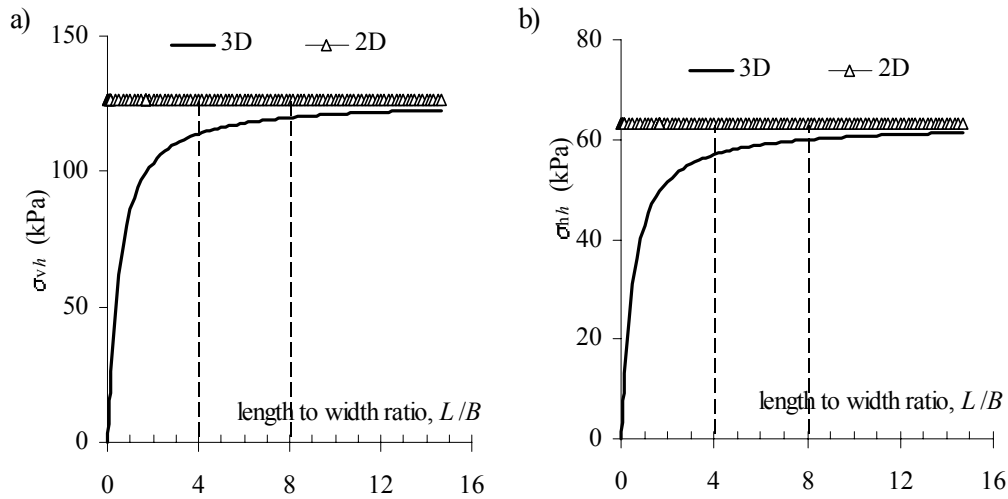 a)
150
3D 2D
100
σvh (kPa)
50
length to width ratio, L/B
0
0 4 8 12 16
b)
80
3D 2D
60
σhh (kPa)
40
20
length to width ratio, L/B
0
0 4 8 12 16